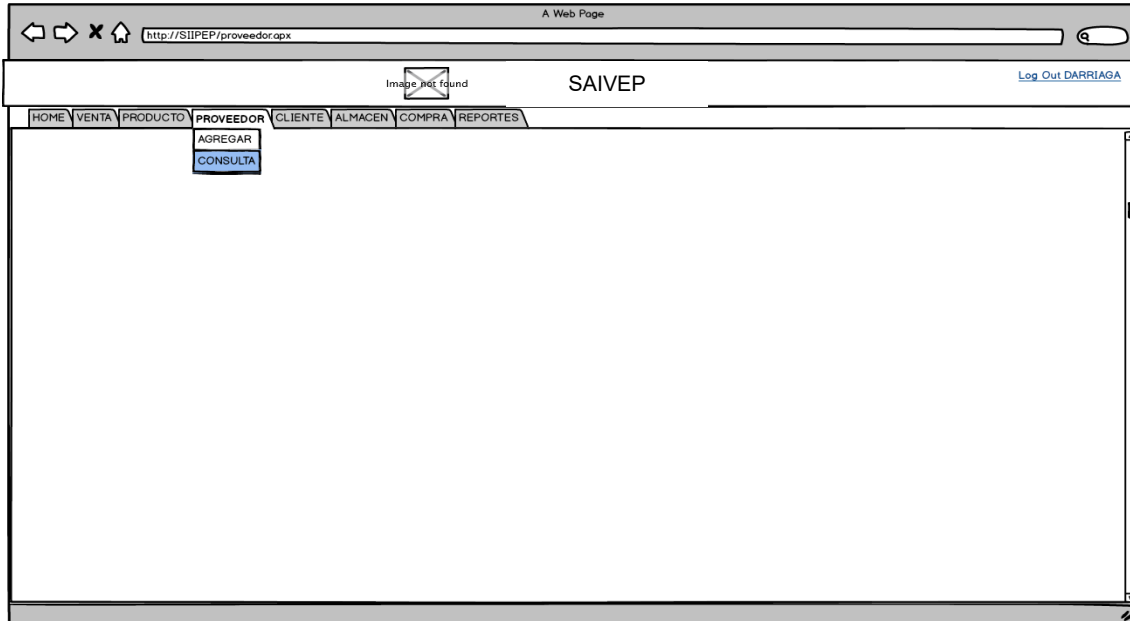 A Web Page
http://SIIPEP/proveedor.apx
Image not found
SAIVEP
Log Out DARRIAGA
HOME VENTA PRODUCTO PROVEEDOR CLIENTE ALMACEN COMPRA REPORTES
AGREGAR
CONSULTA